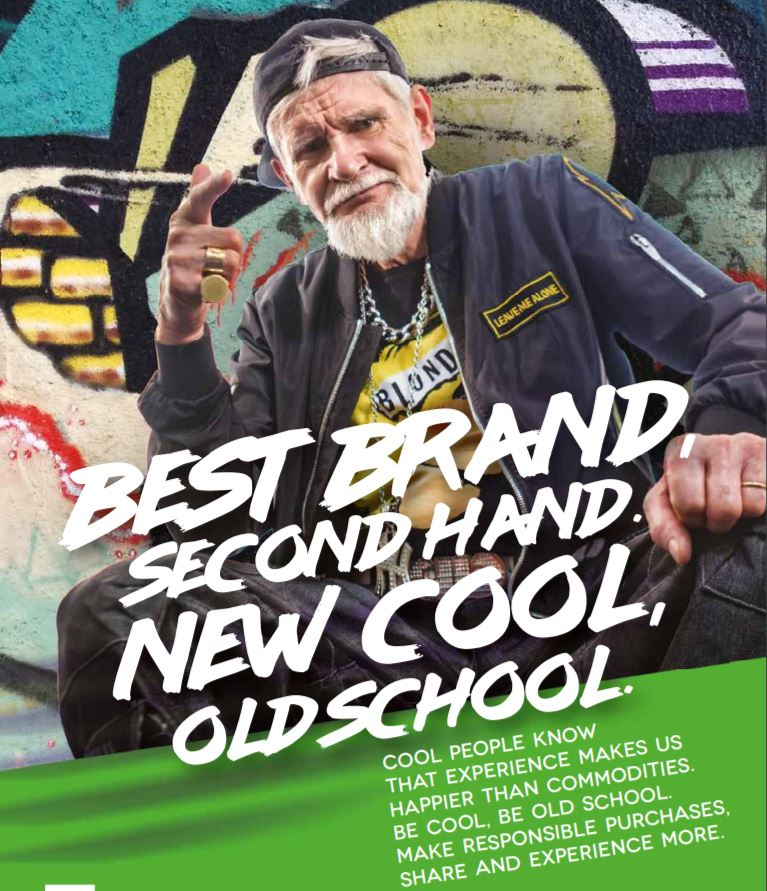 LEAVE ME ALONE
BLOND
BEST BRAND,
SECOND HAND.
NEW COOL,
OLD SCHOOL.
COOL PEOPLE KNOW
THAT EXPERIENCE MAKES US
HAPPIER THAN COMMODITIES.
BE COOL, BE OLD SCHOOL.
MAKE RESPONSIBLE PURCHASES,
SHARE AND EXPERIENCE MORE.